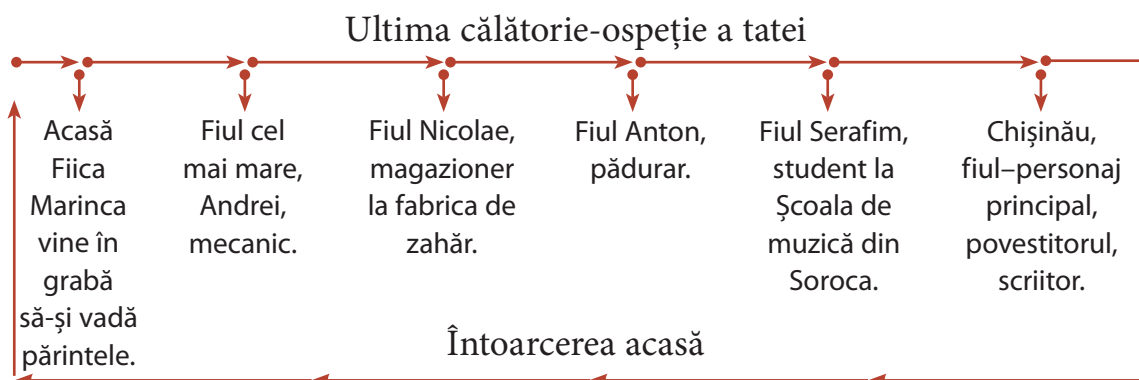 Ultima călătorie-ospeție a tatei
Acasă
Fiica
Marinca
vine în
grabă
să-și vadă
părintele.
Fiul cel
mai mare,
Andrei,
mecanic.
Fiul Nicolae,
magazioner
la fabrica de
zahăr.
Fiul Anton,
pădurar.
Fiul Serafim,
student la
Școala de
muzică din
Soroca.
Chișinău,
fiul–personaj
principal,
povestitorul,
scriitor.
Întoarcerea acasă